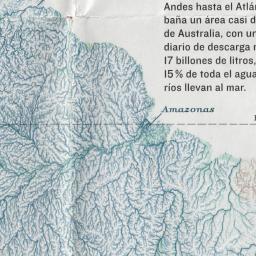 Andes hasta el Atlá
baña un área casi d
de Australia, con un
diario de descarga
17 billones de litros,
15 % de toda el agua
ríos llevan al mar.
Amazonas